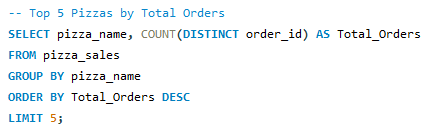 -- Top 5 Pizzas by Total Orders
SELECT pizza_name, COUNT(DISTINCT order_id) AS Total_Orders
FROM pizza_sales
GROUP BY pizza_name
ORDER BY Total_Orders DESC
LIMIT 5;